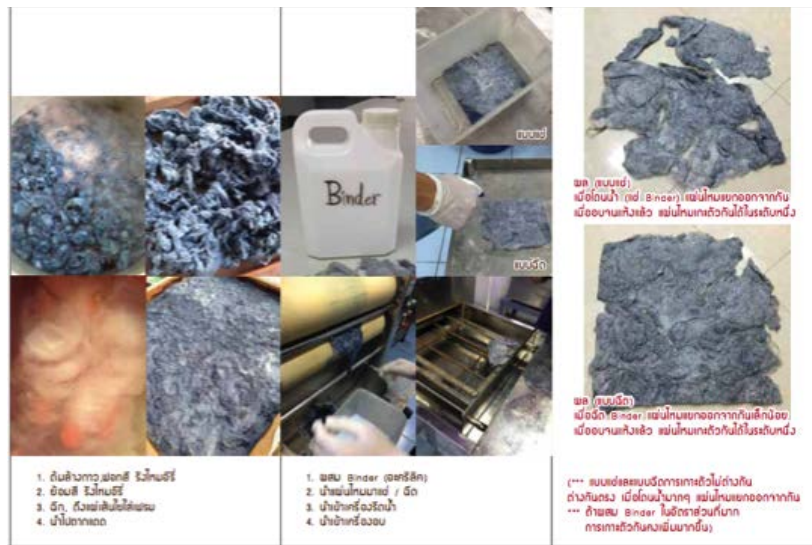 Binder
แบบแช่
แบบฉีด
ผล (แบบแช่)
เมื่อโดนน้ำ (แช่ Binder) แผ่นไหมแยกออกจากกัน
เมื่ออบจนแห้งแล้ว แผ่นไหมเกาะตัวกันได้ในระดับหนึ่ง
ผล (แบบฉีด)
เมื่อฉีด Binder แผ่นไหมแยกออกจากกันเล็กน้อย
เมื่ออบจนแห้งแล้ว แผ่นไหมเกาะตัวกันได้ในระดับหนึ่ง
1. ต้มล้างกาว,ฟอกสี รังไหมอีรี่
2. ย้อมสี รังไหมอีรี่
3. ฉีก, ดึงแผ่เส้นใยใส่เฟรม
4. นำไปตากแดด
1. ผสม Binder (อะคริลิค)
2. นำแผ่นไหมมาแช่ / ฉีด
3. นำเข้าเครื่องรีดน้ำ
4. นำเข้าเครื่องอบ
(*** แบบแช่และแบบฉีดการเกาะตัวไม่ต่างกัน
ต่างกันตรง เมื่อโดนน้ำมากๆ แผ่นไหมแยกออกจากกัน
*** ถ้าผสม Binder ในอัตราส่วนที่มาก
การเกาะตัวกันคงเพิ่มมากขึ้น)